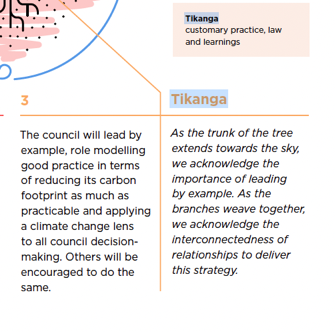 Tikanga
customary practice, law
and learnings
3
The council will lead by
example, role modelling
good practice in terms
of reducing its carbon
footprint as much as
practicable and applying
a climate change lens
to all council decision-
making. Others will be
encouraged to do the
same.
Tikanga
As the trunk of the tree
extends towards the sky,
we acknowledge the
importance of leading
by example. As the
branches weave together,
we acknowledge the
interconnectedness of
relationships to deliver
this strategy.